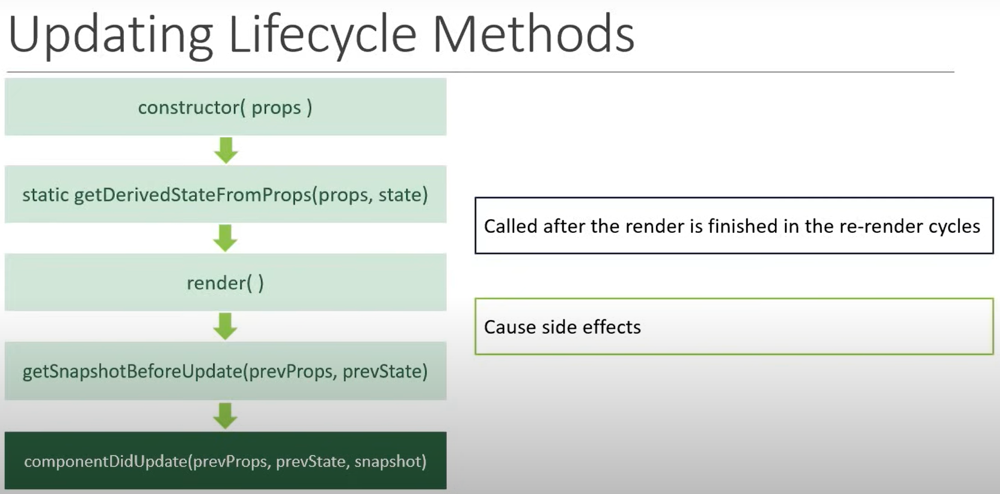 Updating Lifecycle Methods
constructor( props )
static getDerivedStateFromProps(props, state)
render( )
getSnapshotBeforeUpdate(prevProps, prevState)
componentDidUpdate(prevProps, prevState, snapshot)
Called after the render is finished in the re-render cycles
Cause side effects